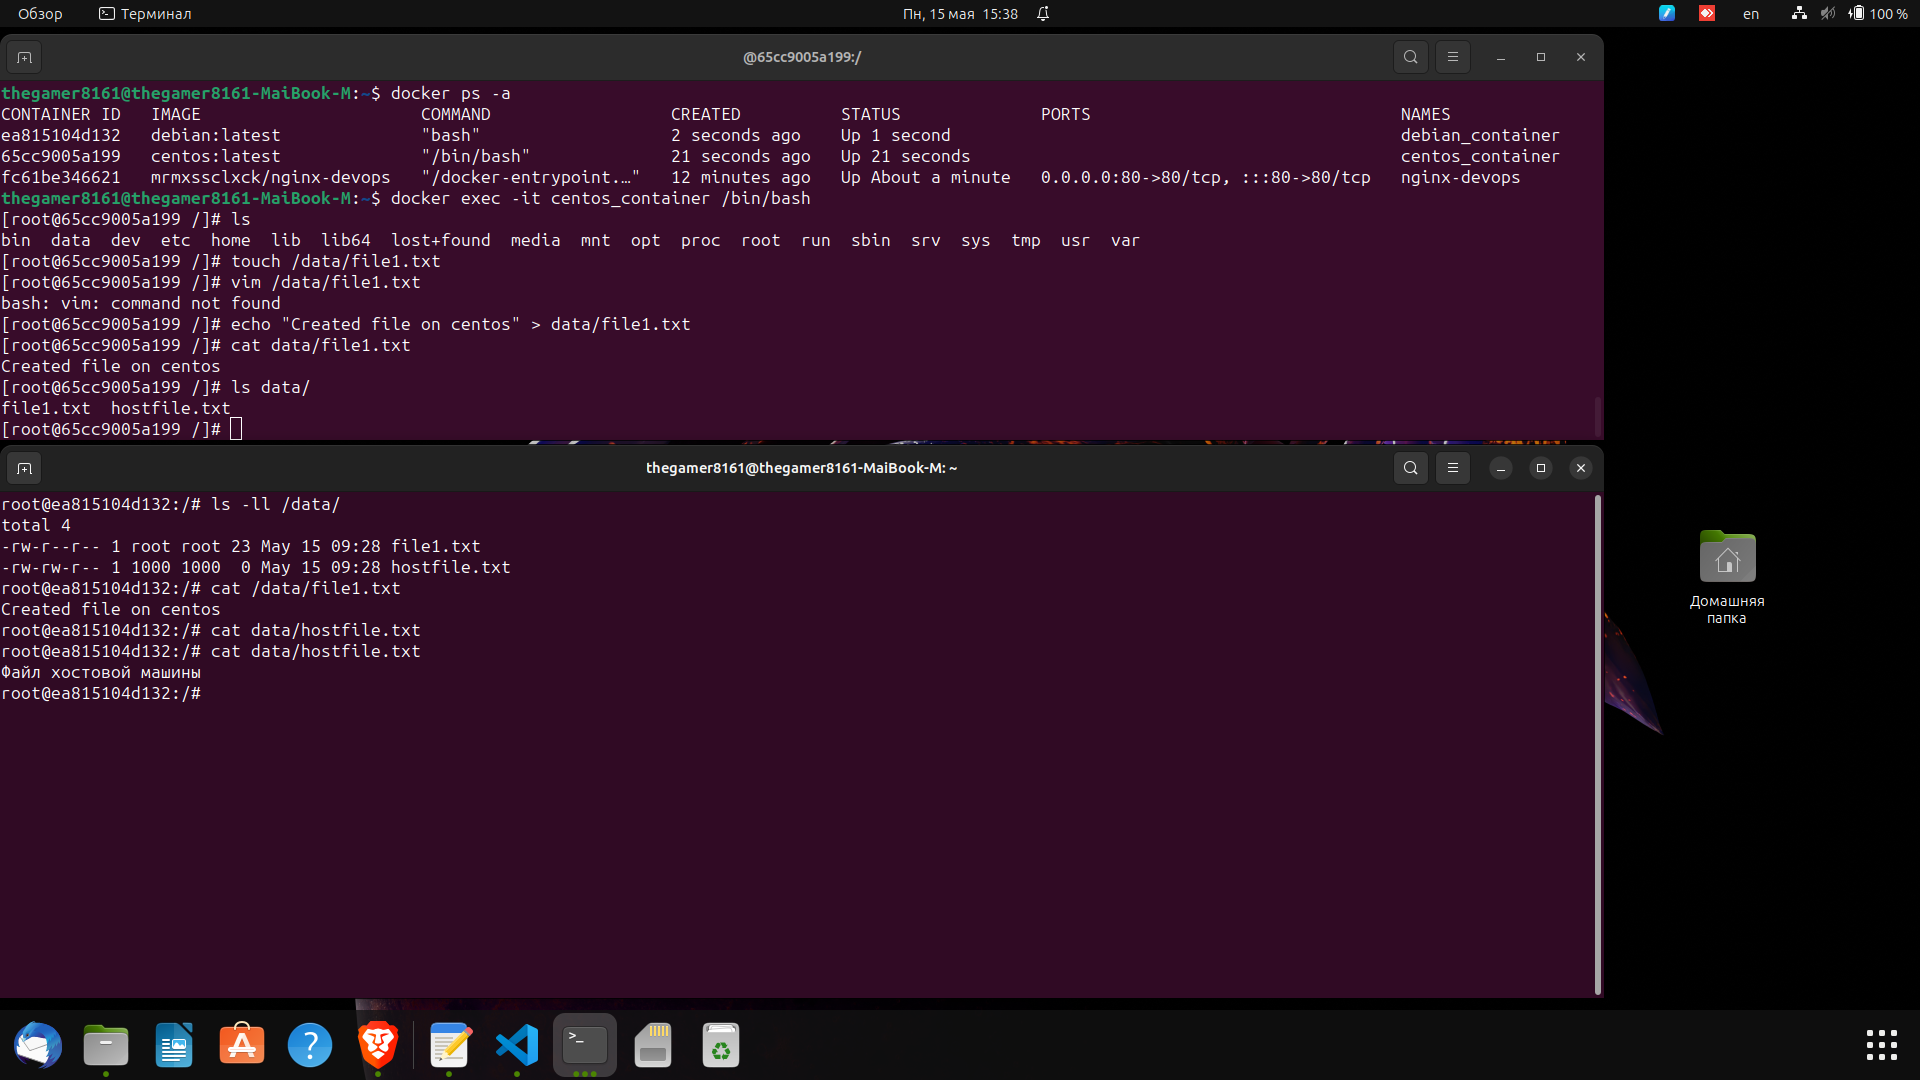 Обзор Терминал Пн, 15 мая 15:38 en 100 %
@65cc9005a199:/
thegamer8161@thegamer8161-MaiBook-M:~$ docker ps -a
CONTAINER ID IMAGE COMMAND CREATED STATUS PORTS NAMES
ea815104d132 debian:latest "bash" 2 seconds ago Up 1 second debian_container
65cc9005a199 centos:latest "/bin/bash" 21 seconds ago Up 21 seconds centos_container
fc61be346621 mrmxssclxck/nginx-devops "/docker-entrypoint.…" 12 minutes ago Up About a minute 0.0.0.0:80->80/tcp, :::80->80/tcp nginx-devops
thegamer8161@thegamer8161-MaiBook-M:~$ docker exec -it centos_container /bin/bash
[root@65cc9005a199 /]# ls
bin data dev etc home lib lib64 lost+found media mnt opt proc root run sbin srv sys tmp usr var
[root@65cc9005a199 /]# touch /data/file1.txt
[root@65cc9005a199 /]# vim /data/file1.txt
bash: vim: command not found
[root@65cc9005a199 /]# echo "Created file on centos" > data/file1.txt
[root@65cc9005a199 /]# cat data/file1.txt
Created file on centos
[root@65cc9005a199 /]# ls data/
file1.txt hostfile.txt
[root@65cc9005a199 /]#
thegamer8161@thegamer8161-MaiBook-M: ~
root@ea815104d132:/# ls -ll /data/
total 4
-rw-r--r-- 1 root root 23 May 15 09:28 file1.txt
-rw-rw-r-- 1 1000 1000 0 May 15 09:28 hostfile.txt
root@ea815104d132:/# cat /data/file1.txt
Created file on centos
root@ea815104d132:/# cat data/hostfile.txt
root@ea815104d132:/# cat data/hostfile.txt
Файл хостовой машины
root@ea815104d132:/#
Домашняя
папка